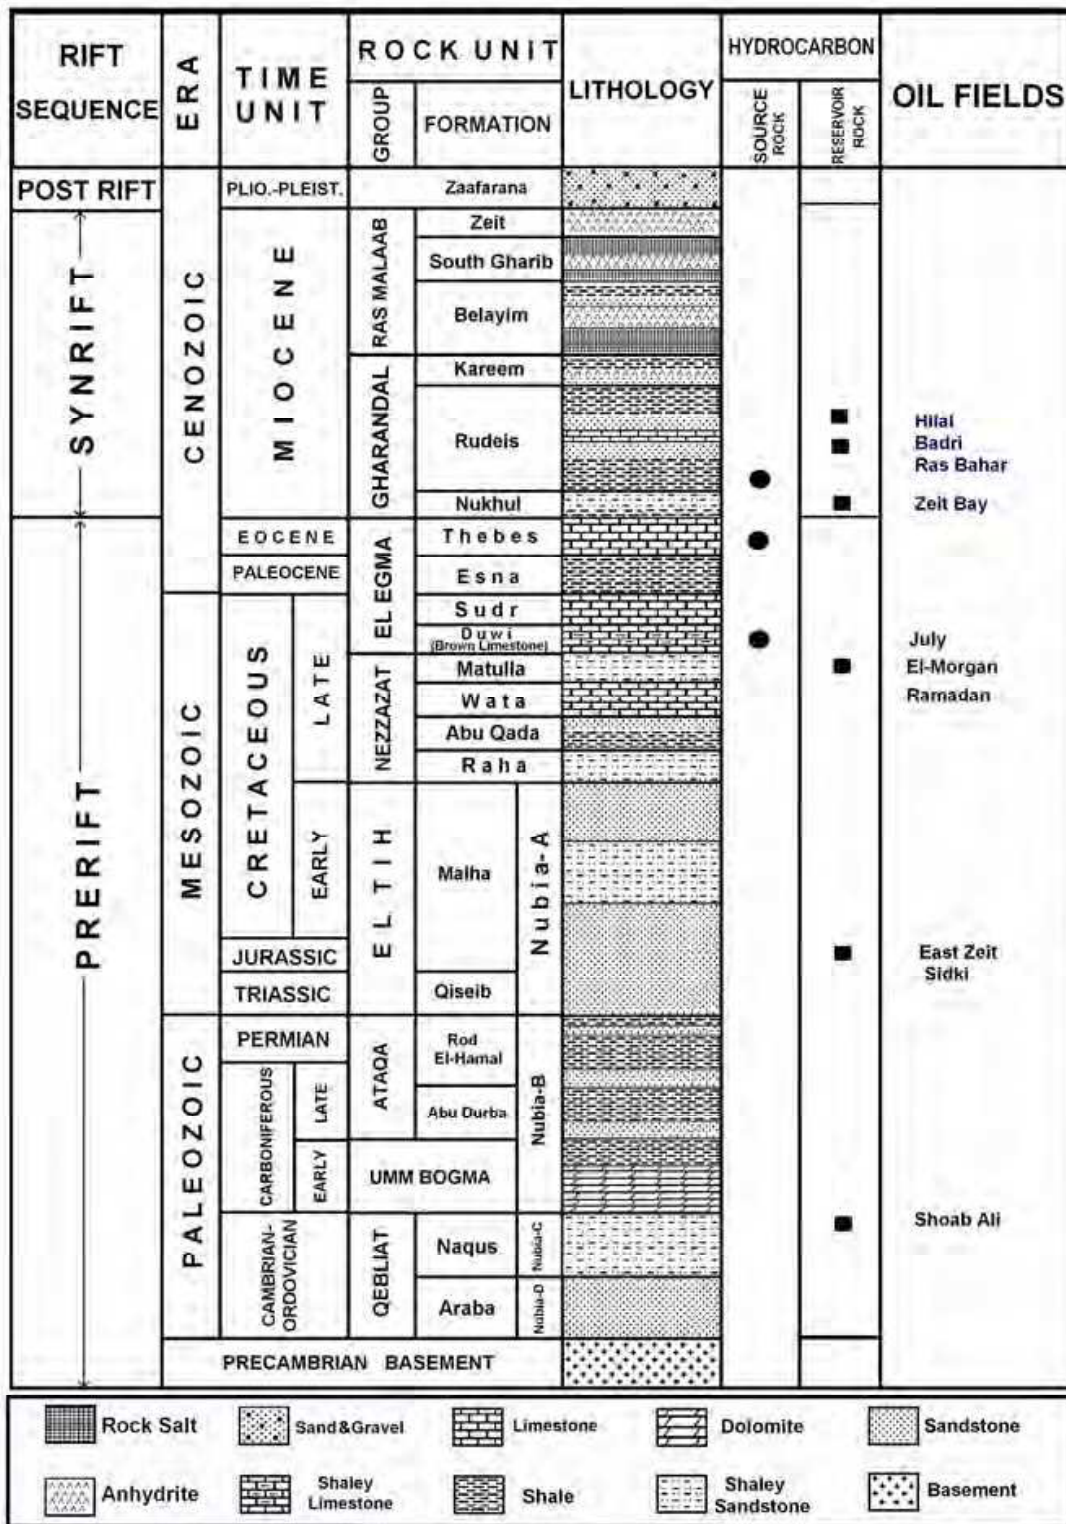 RIFT
SEQUENCE
ERA
TIME
UNIT
ROCK UNIT
GROUP
FORMATION
LITHOLOGY
HYDROCARBON
SOURCE
ROCK
RESERVOIR
ROCK
OIL FIELDS
POST RIFT
SYNRIFT
PRERIFT
CENOZOIC
MESOZOIC
PALEOZOIC
PLIO.-PLEIST.
MIOCENE
EOCENE
PALEOCENE
CRETACEOUS
LATE
EARLY
JURASSIC
TRIASSIC
PERMIAN
CARBONIFEROUS
LATE
EARLY
CAMBRIAN-
ORDOVICIAN
PRECAMBRIAN BASEMENT
RAS MALAAB
GHARANDAL
EL EGMA
NEZZAZAT
EL TIH
ATAQA
UMM BOGMA
QEBLIAT
Zaafarana
Zeit
South Gharib
Belayim
Kareem
Rudeis
Nukhul
Thebes
Esna
Sudr
Duwi
(Brown Limestone)
Matulla
Wata
Abu Qada
Raha
Malha
Qiseib
Rod
El-Hamal
Abu Durba
Naqus
Araba
Nubia-A
Nubia-B
Nubia-C
Nubia-D
Hilal
Badri
Ras Bahar
Zeit Bay
July
El-Morgan
Ramadan
East Zeit
Sidki
Shoab Ali
Rock Salt
Sand&Gravel
Limestone
Dolomite
Sandstone
Anhydrite
Shaley
Limestone
Shale
Shaley
Sandstone
Basement